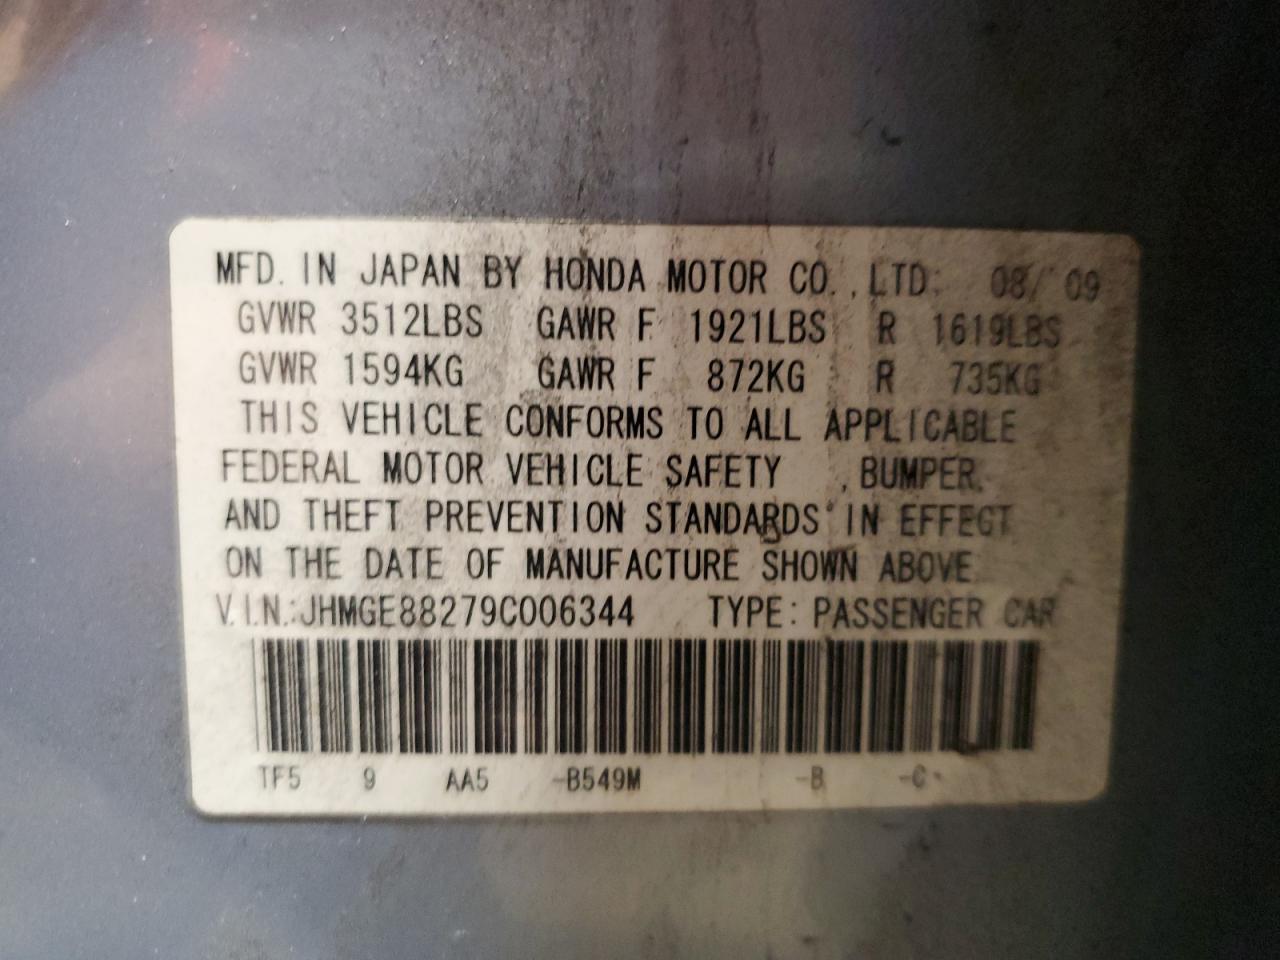 MFD. IN JAPAN BY HONDA MOTOR CO., LTD. 08/ 09
GVWR 3512LBS GAWR F 1921LBS R 1619LBS
GVWR 1594KG GAWR F 872KG R 735KG
THIS VEHICLE CONFORMS TO ALL APPLICABLE
FEDERAL MOTOR VEHICLE SAFETY , BUMPER,
AND THEFT PREVENTION STANDARDS IN EFFECT
ON THE DATE OF MANUFACTURE SHOWN ABOVE.
V.I.N.:JHMGE88279C006344 TYPE: PASSENGER CAR
TF5 9 AA5 -B549M -B -C